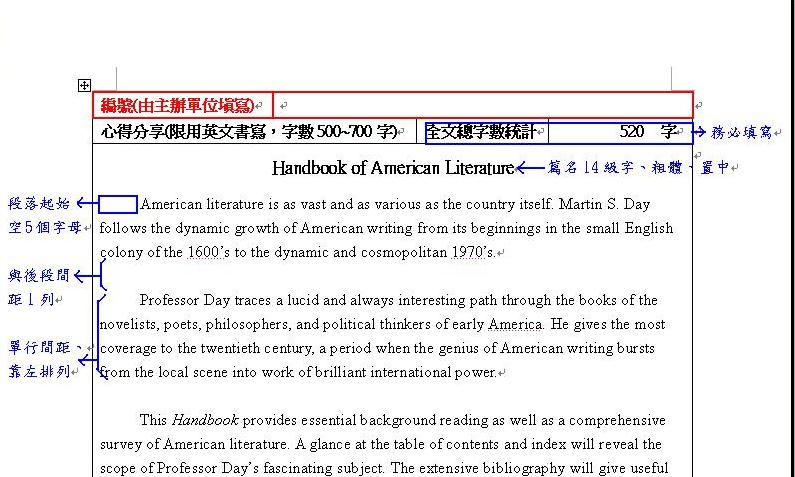 編號(由主辦單位填寫)
心得分享(限用英文書寫，字數 500~700 字) 全文總字數統計 520 字 務必填寫
Handbook of American Literature 篇名 14 級字、粗體、置中
段落起始
空5個字母
American literature is as vast and as various as the country itself. Martin S. Day
follows the dynamic growth of American writing from its beginnings in the small English
colony of the 1600's to the dynamic and cosmopolitan 1970's.
與後段間
距 1 列
Professor Day traces a lucid and always interesting path through the books of the
novelists, poets, philosophers, and political thinkers of early America. He gives the most
coverage to the twentieth century, a period when the genius of American writing bursts
from the local scene into work of brilliant international power.
單行間距、
靠左排列
This Handbook provides essential background reading as well as a comprehensive
survey of American literature. A glance at the table of contents and index will reveal the
scope of Professor Day's fascinating subject. The extensive bibliography will give useful